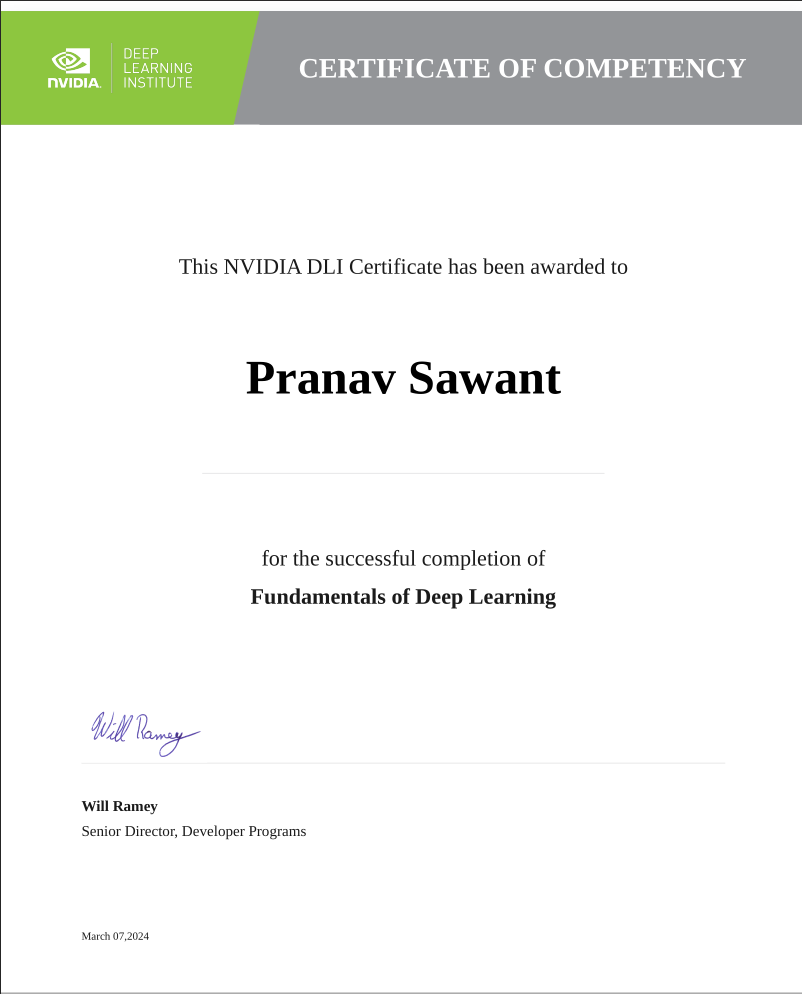 NVIDIA.
DEEP
LEARNING
INSTITUTE
CERTIFICATE OF COMPETENCY
This NVIDIA DLI Certificate has been awarded to
Pranav Sawant
for the successful completion of
Fundamentals of Deep Learning
Will Ramey
Will Ramey
Senior Director, Developer Programs
March 07,2024